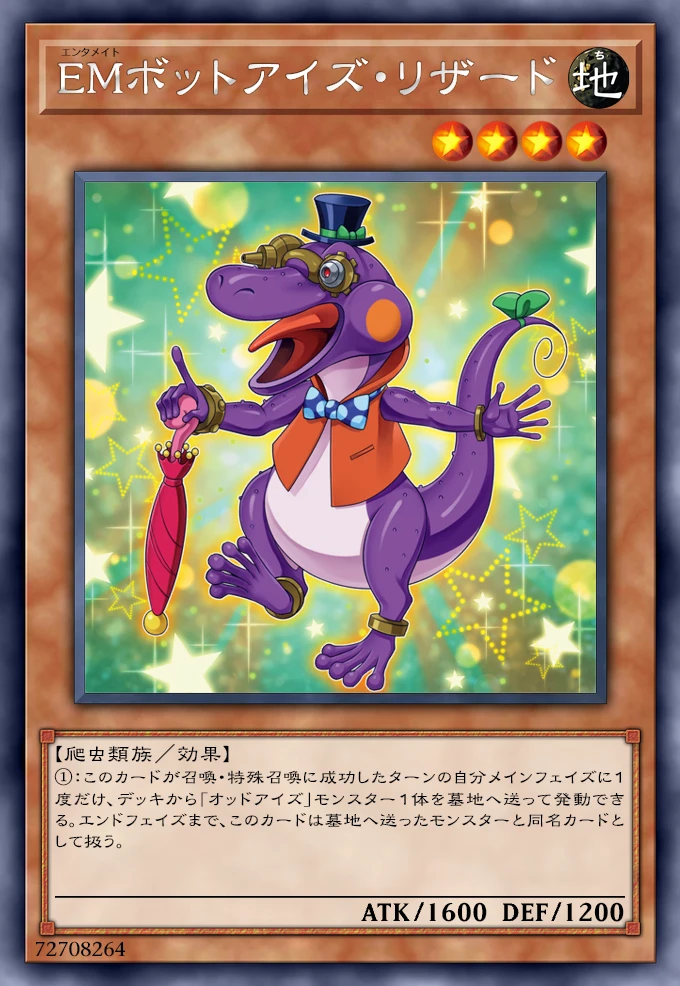 エンタメイト
EMボットアイズ・リザード
ち
地
【爬虫類族／効果】
①：このカードが召喚・特殊召喚に成功したターンの自分メインフェイズに１
度だけ、デッキから「オッドアイズ」モンスター１体を墓地へ送って発動でき
る。エンドフェイズまで、このカードは墓地へ送ったモンスターと同名カードと
して扱う。
ATK/1600 DEF/1200
72708264